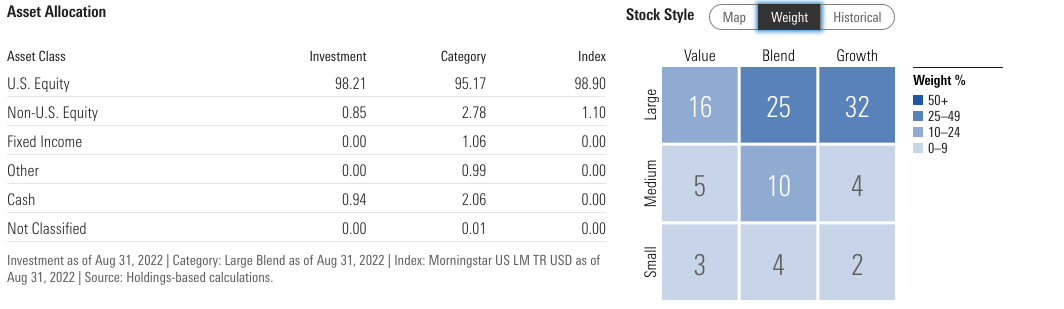 Asset Allocation
Asset Class Investment Category Index
U.S. Equity 98.21 95.17 98.90
Non-U.S. Equity 0.85 2.78 1.10
Fixed Income 0.00 1.06 0.00
Other 0.00 0.99 0.00
Cash 0.94 2.06 0.00
Not Classified 0.00 0.01 0.00
Investment as of Aug 31, 2022 | Category: Large Blend as of Aug 31, 2022 | Index: Morningstar US LM TR USD as of
Aug 31, 2022 | Source: Holdings-based calculations.
Stock Style Map Weight Historical
Value Blend Growth
Large 16 25 32
Medium 5 10 4
Small 3 4 2
Weight %
50+
25–49
10–24
0–9